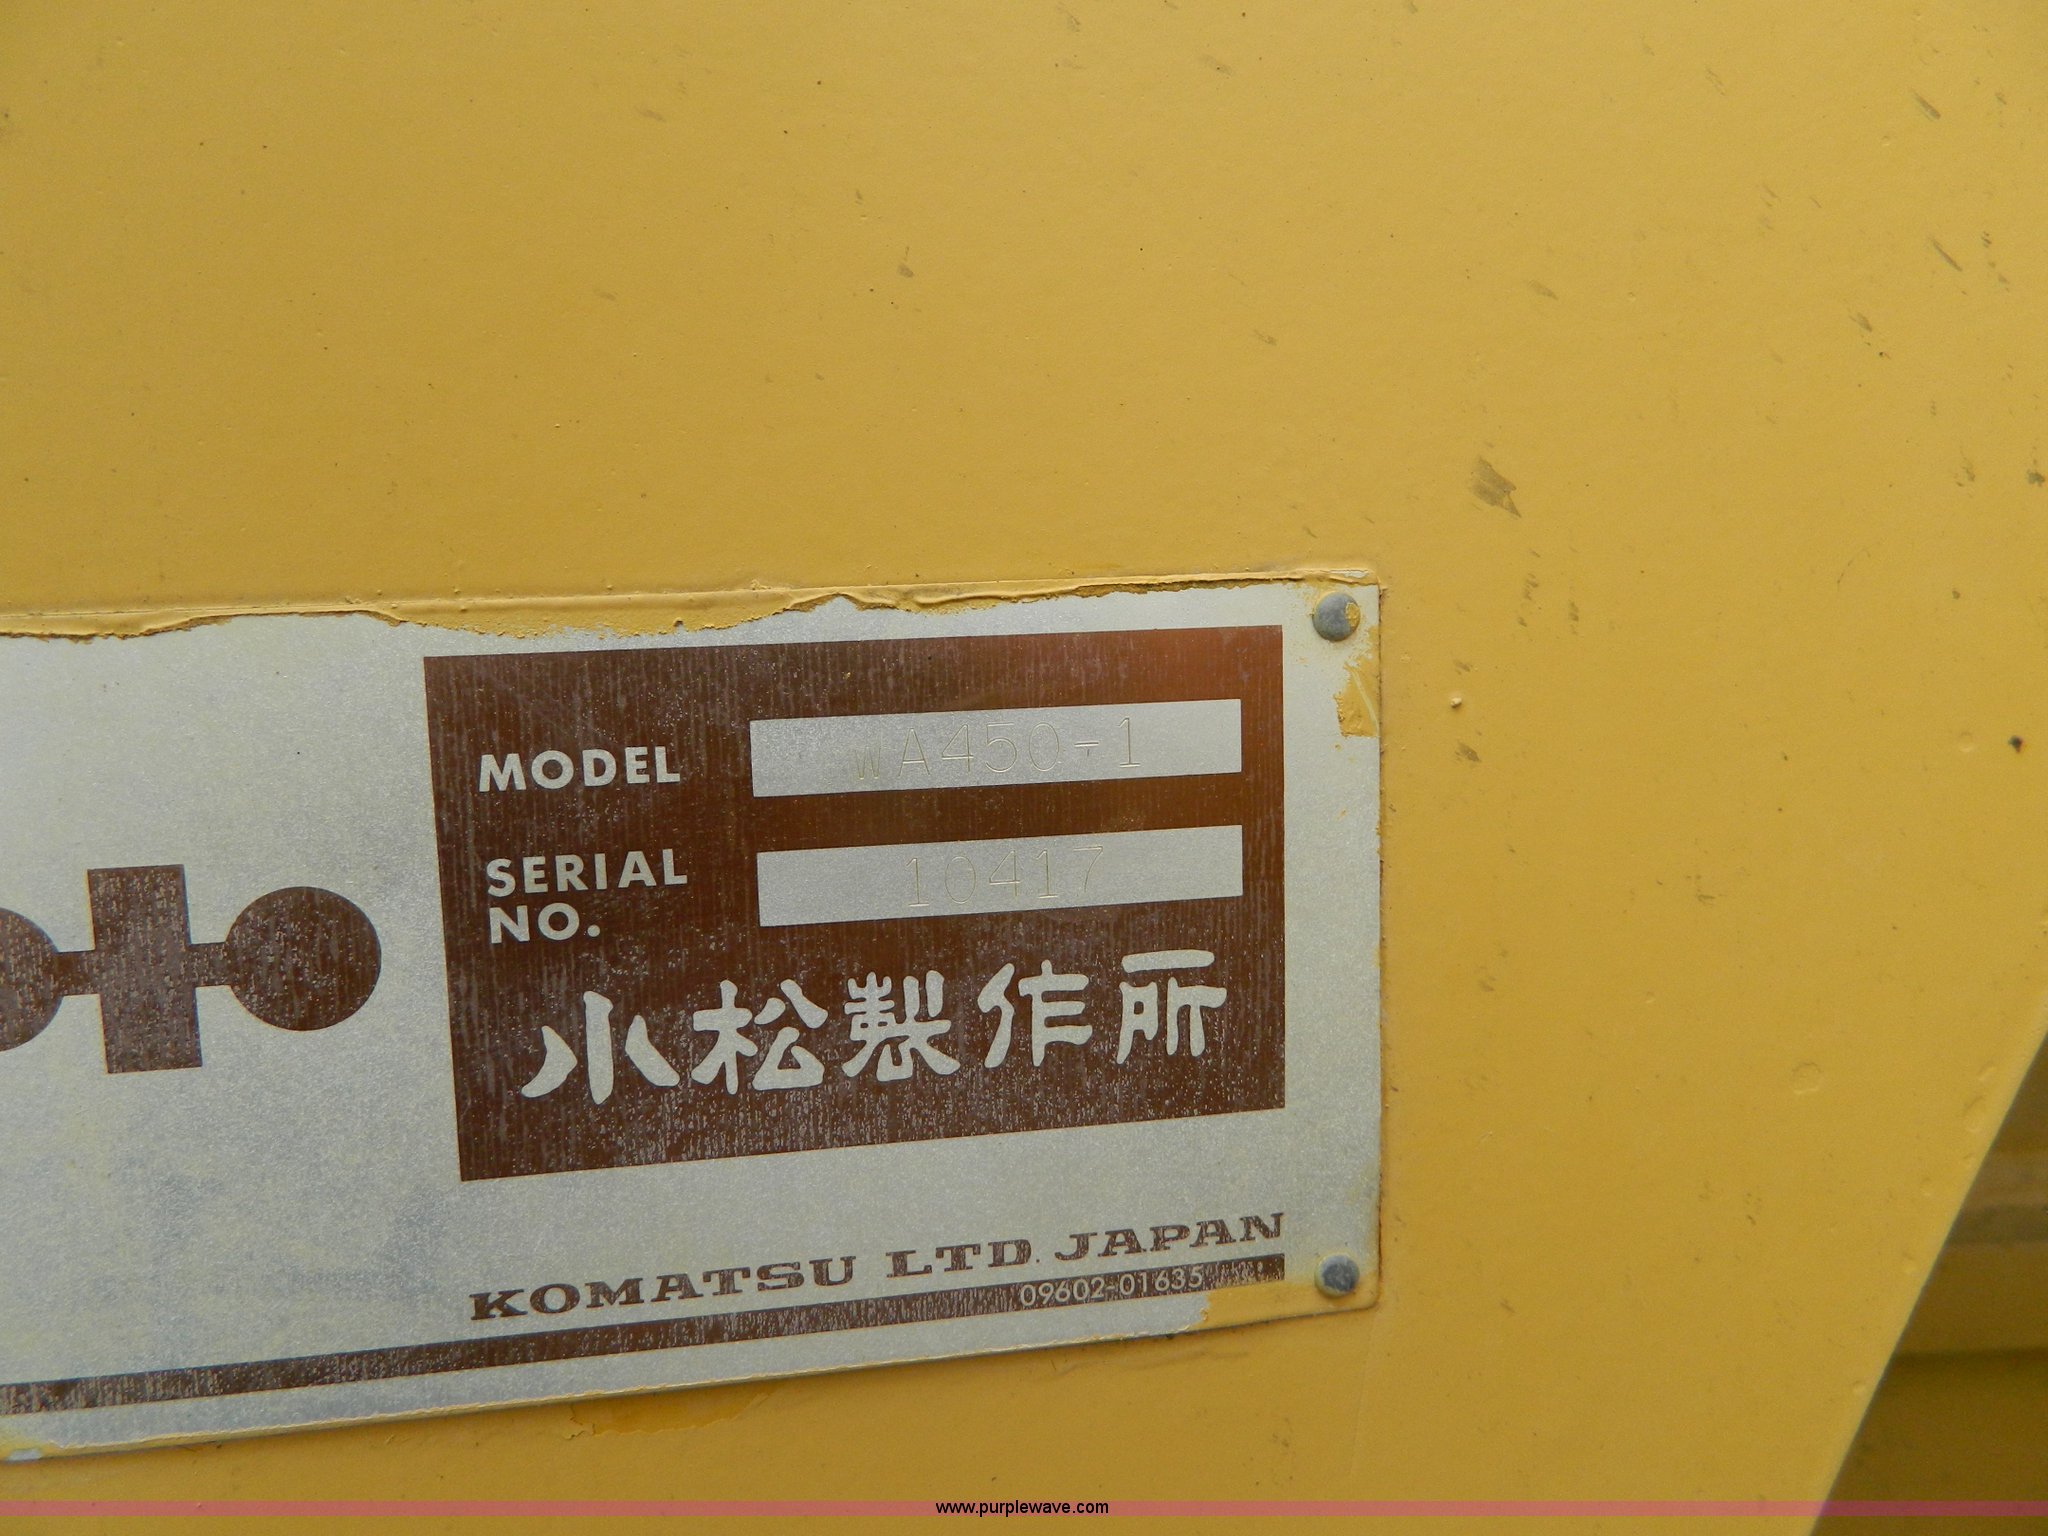 MODEL WA450-1
SERIAL NO. 10417
小松製作所
KOMATSU LTD. JAPAN
09602-01635
www.purplewave.com